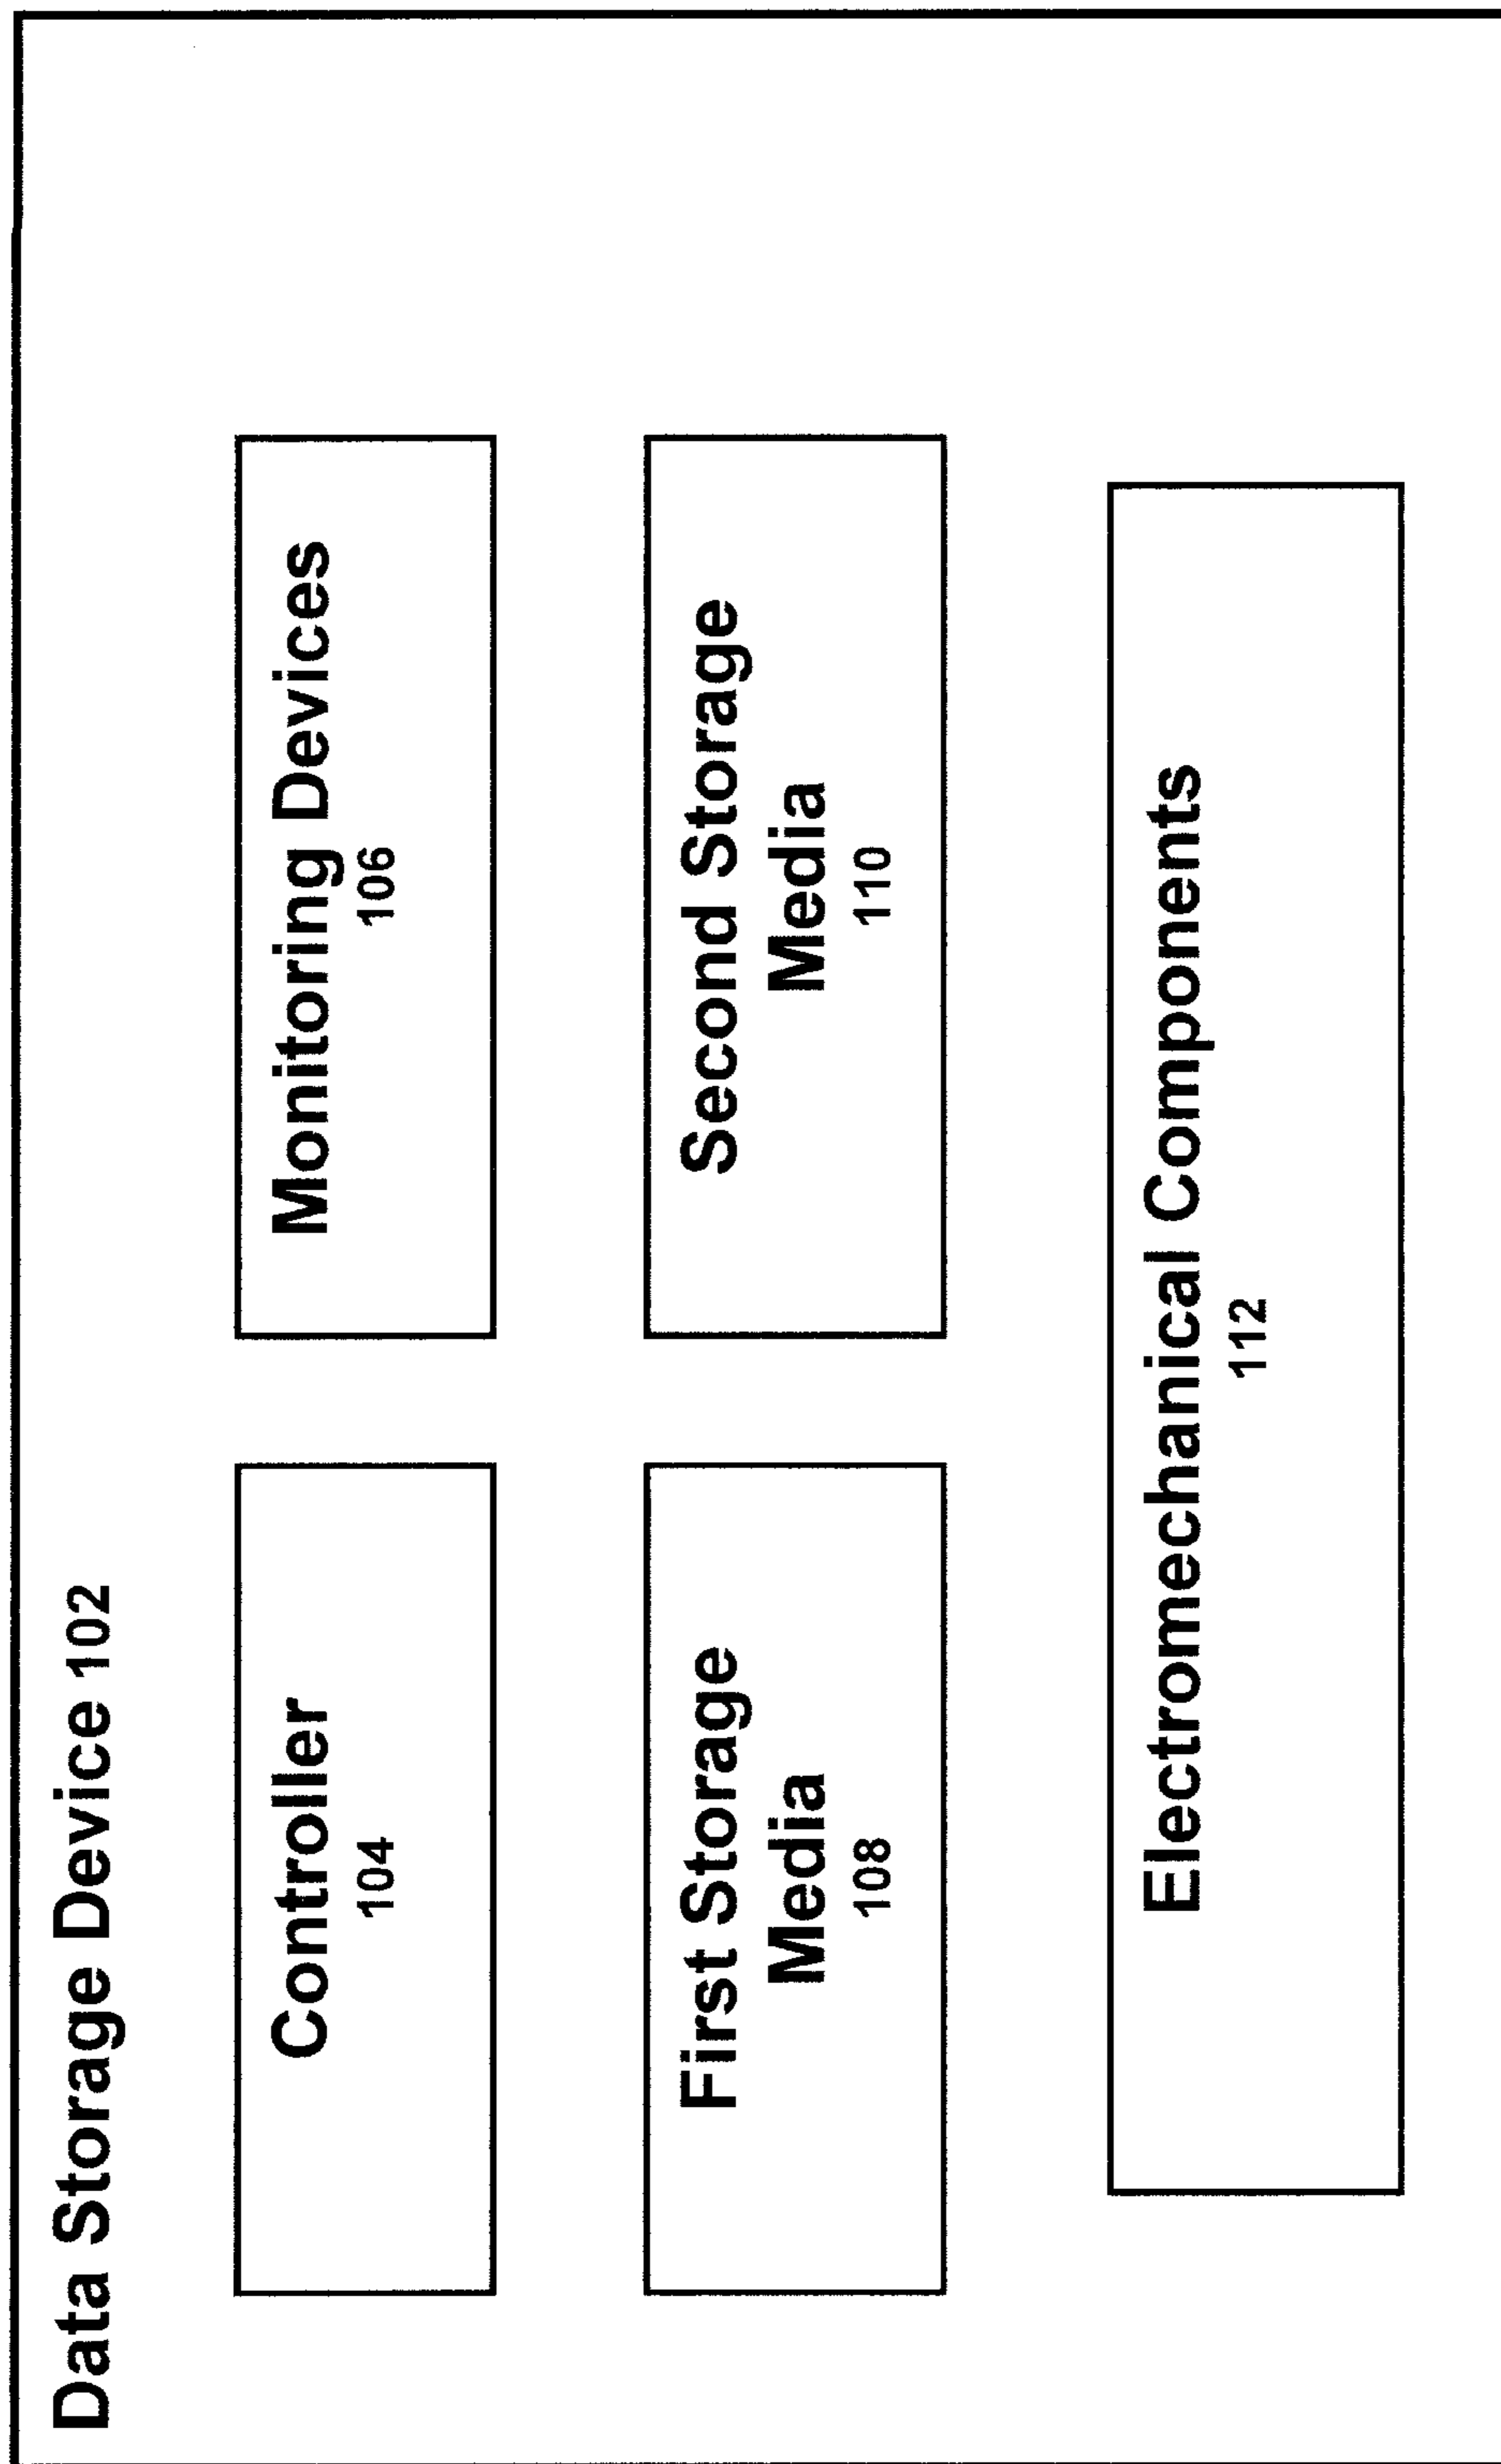 Data Storage Device 102
Controller
104
Monitoring Devices
106
First Storage
Media
108
Second Storage
Media
110
Electromechanical Components
112